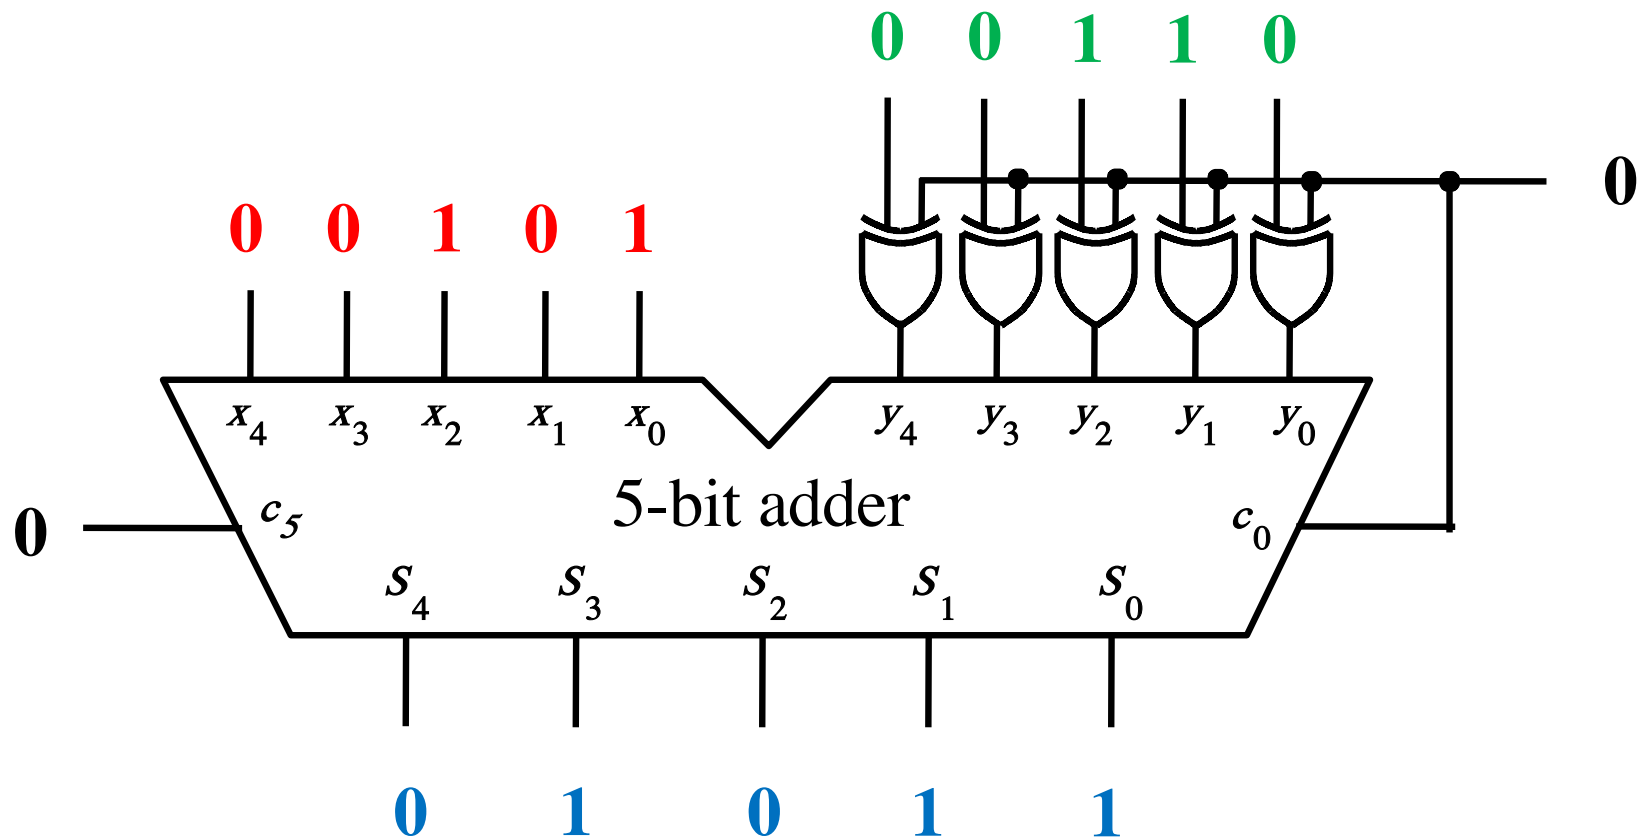 0 0 1 1 0
0
0 0 1 0 1
x4 x3 x2 x1 x0 y4 y3 y2 y1 y0
5-bit adder
0 c5 c0
S4 S3 S2 S1 S0
0 1 0 1 1